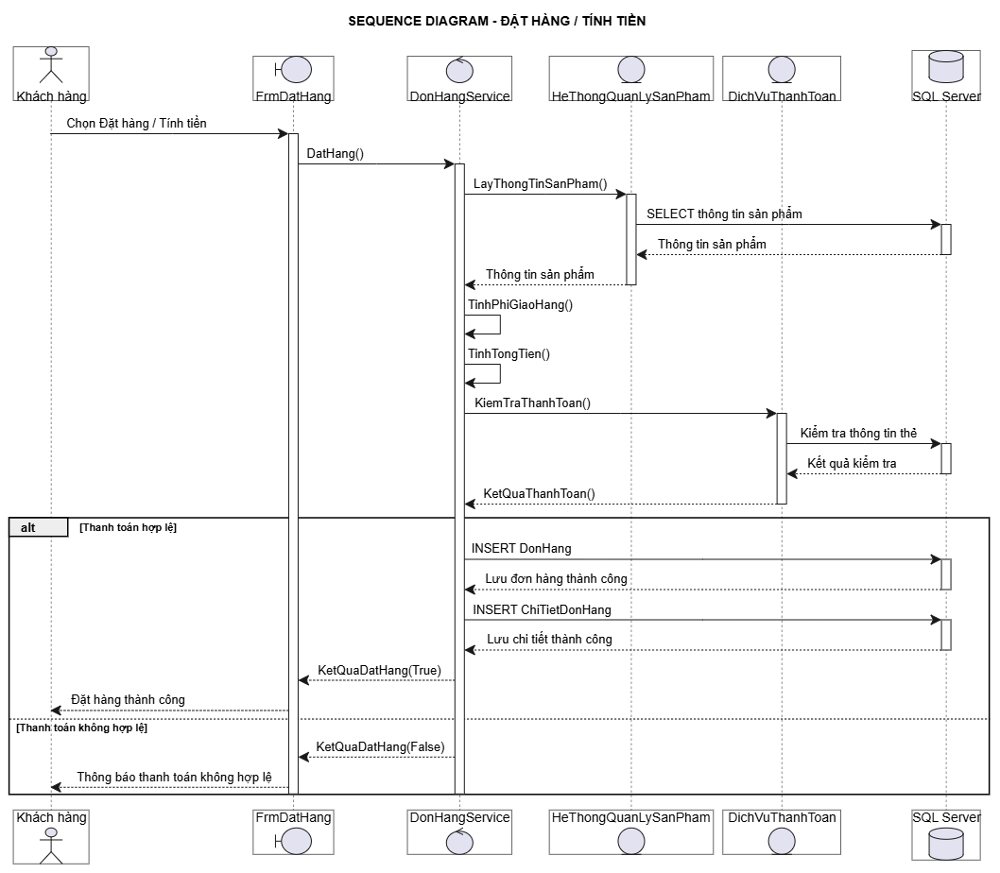 SEQUENCE DIAGRAM - ĐẶT HÀNG / TÍNH TIỀN
Khách hàng
FrmDatHang
DonHangService
HeThongQuanLySanPham
DichVuThanhToan
SQL Server
Chọn Đặt hàng / Tính tiền
DatHang()
LayThongTinSanPham()
SELECT thông tin sản phẩm
Thông tin sản phẩm
Thông tin sản phẩm
TinhPhiGiaoHang()
TinhTongTien()
KiemTraThanhToan()
Kiểm tra thông tin thẻ
Kết quả kiểm tra
KetQuaThanhToan()
alt [Thanh toán hợp lệ]
INSERT DonHang
Lưu đơn hàng thành công
INSERT ChiTietDonHang
Lưu chi tiết thành công
KetQuaDatHang(True)
Đặt hàng thành công
[Thanh toán không hợp lệ]
KetQuaDatHang(False)
Thông báo thanh toán không hợp lệ
Khách hàng
FrmDatHang
DonHangService
HeThongQuanLySanPham
DichVuThanhToan
SQL Server